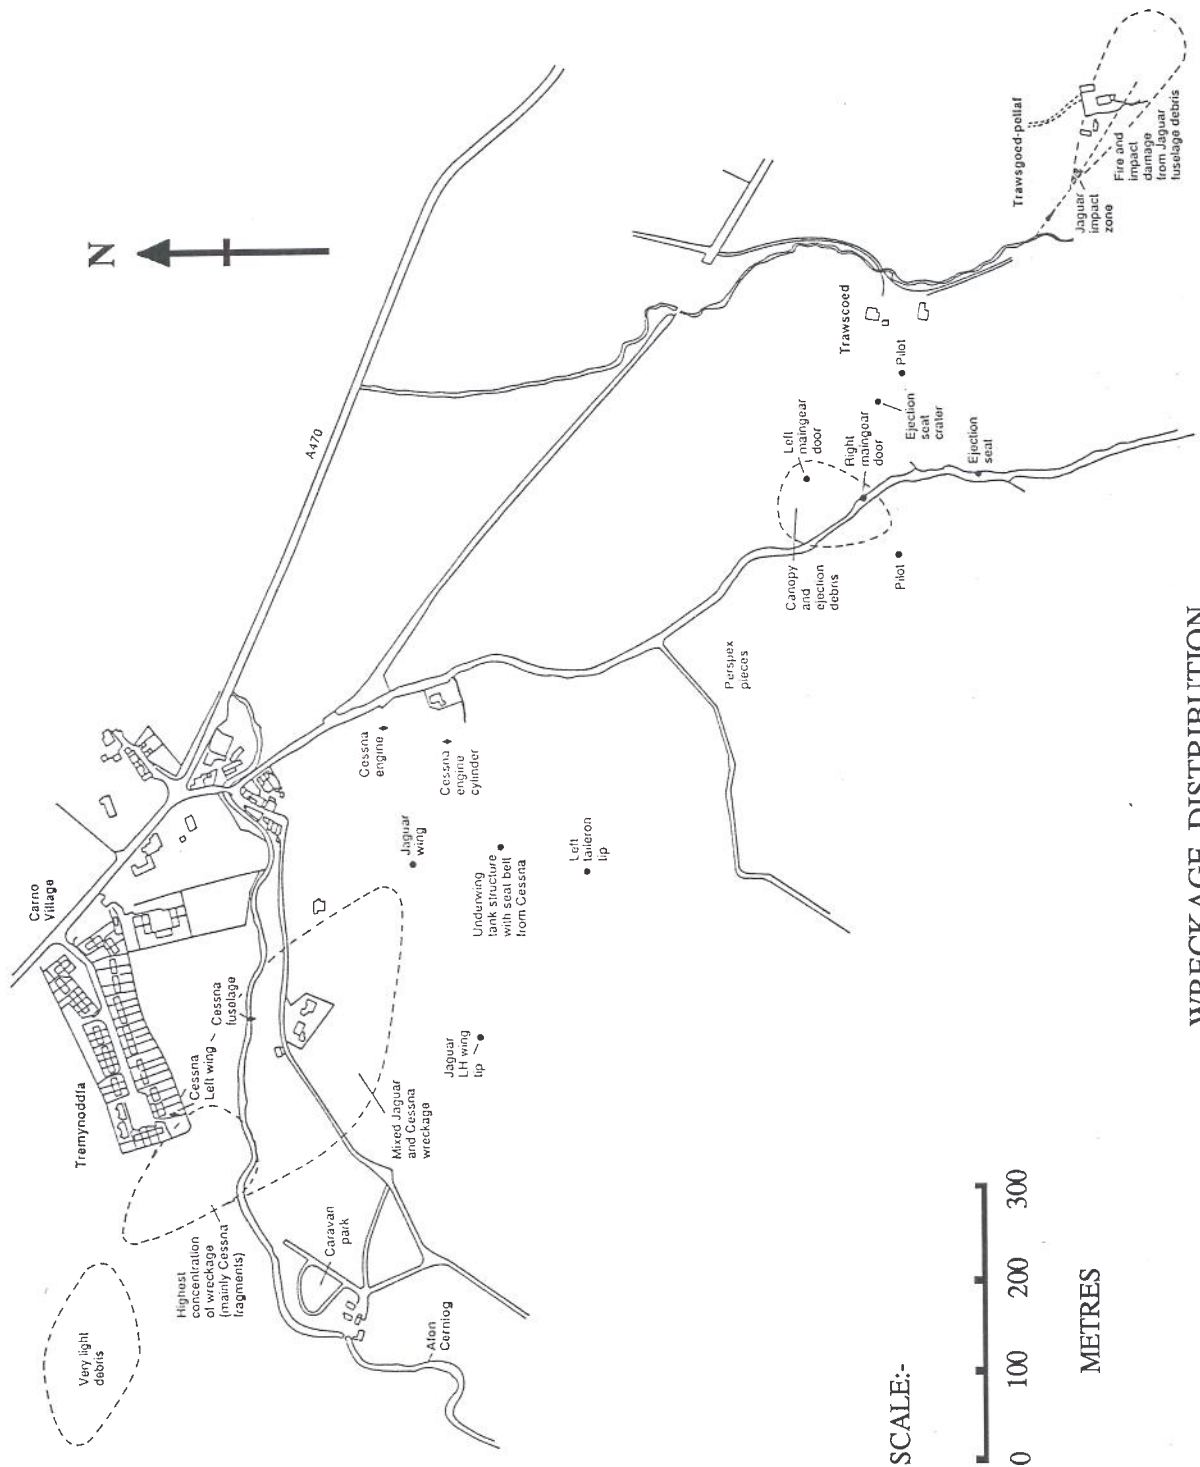 N
A470
Carno
Village
Tremynoddfa
Very light
debris
Highest
concentration
of wreckage
(mainly Cessna
fragments)
Cessna
Left wing
Cessna
fuselage
Caravan
park
Afon
Cerniog
Mixed Jaguar
and Cessna
wreckage
Jaguar
LH wing
tip
Jaguar
wing
Underwing
tank structure
with seat belt
from Cessna
Left
taileron
tip
Cessna
engine
Cessna
engine
cylinder
Perspex
pieces
Canopy
and
ejection
debris
Left
maingear
door
Right
maingear
door
Pilot
Ejection
seat
Ejection
seat
crater
Pilot
Trawscoed
Trawsgoed-pellaf
Jaguar
impact
zone
Fire and
impact
damage
from Jaguar
fuselage debris
SCALE:-
0 100 200 300
METRES
WRECKAGE DISTRIBUTION